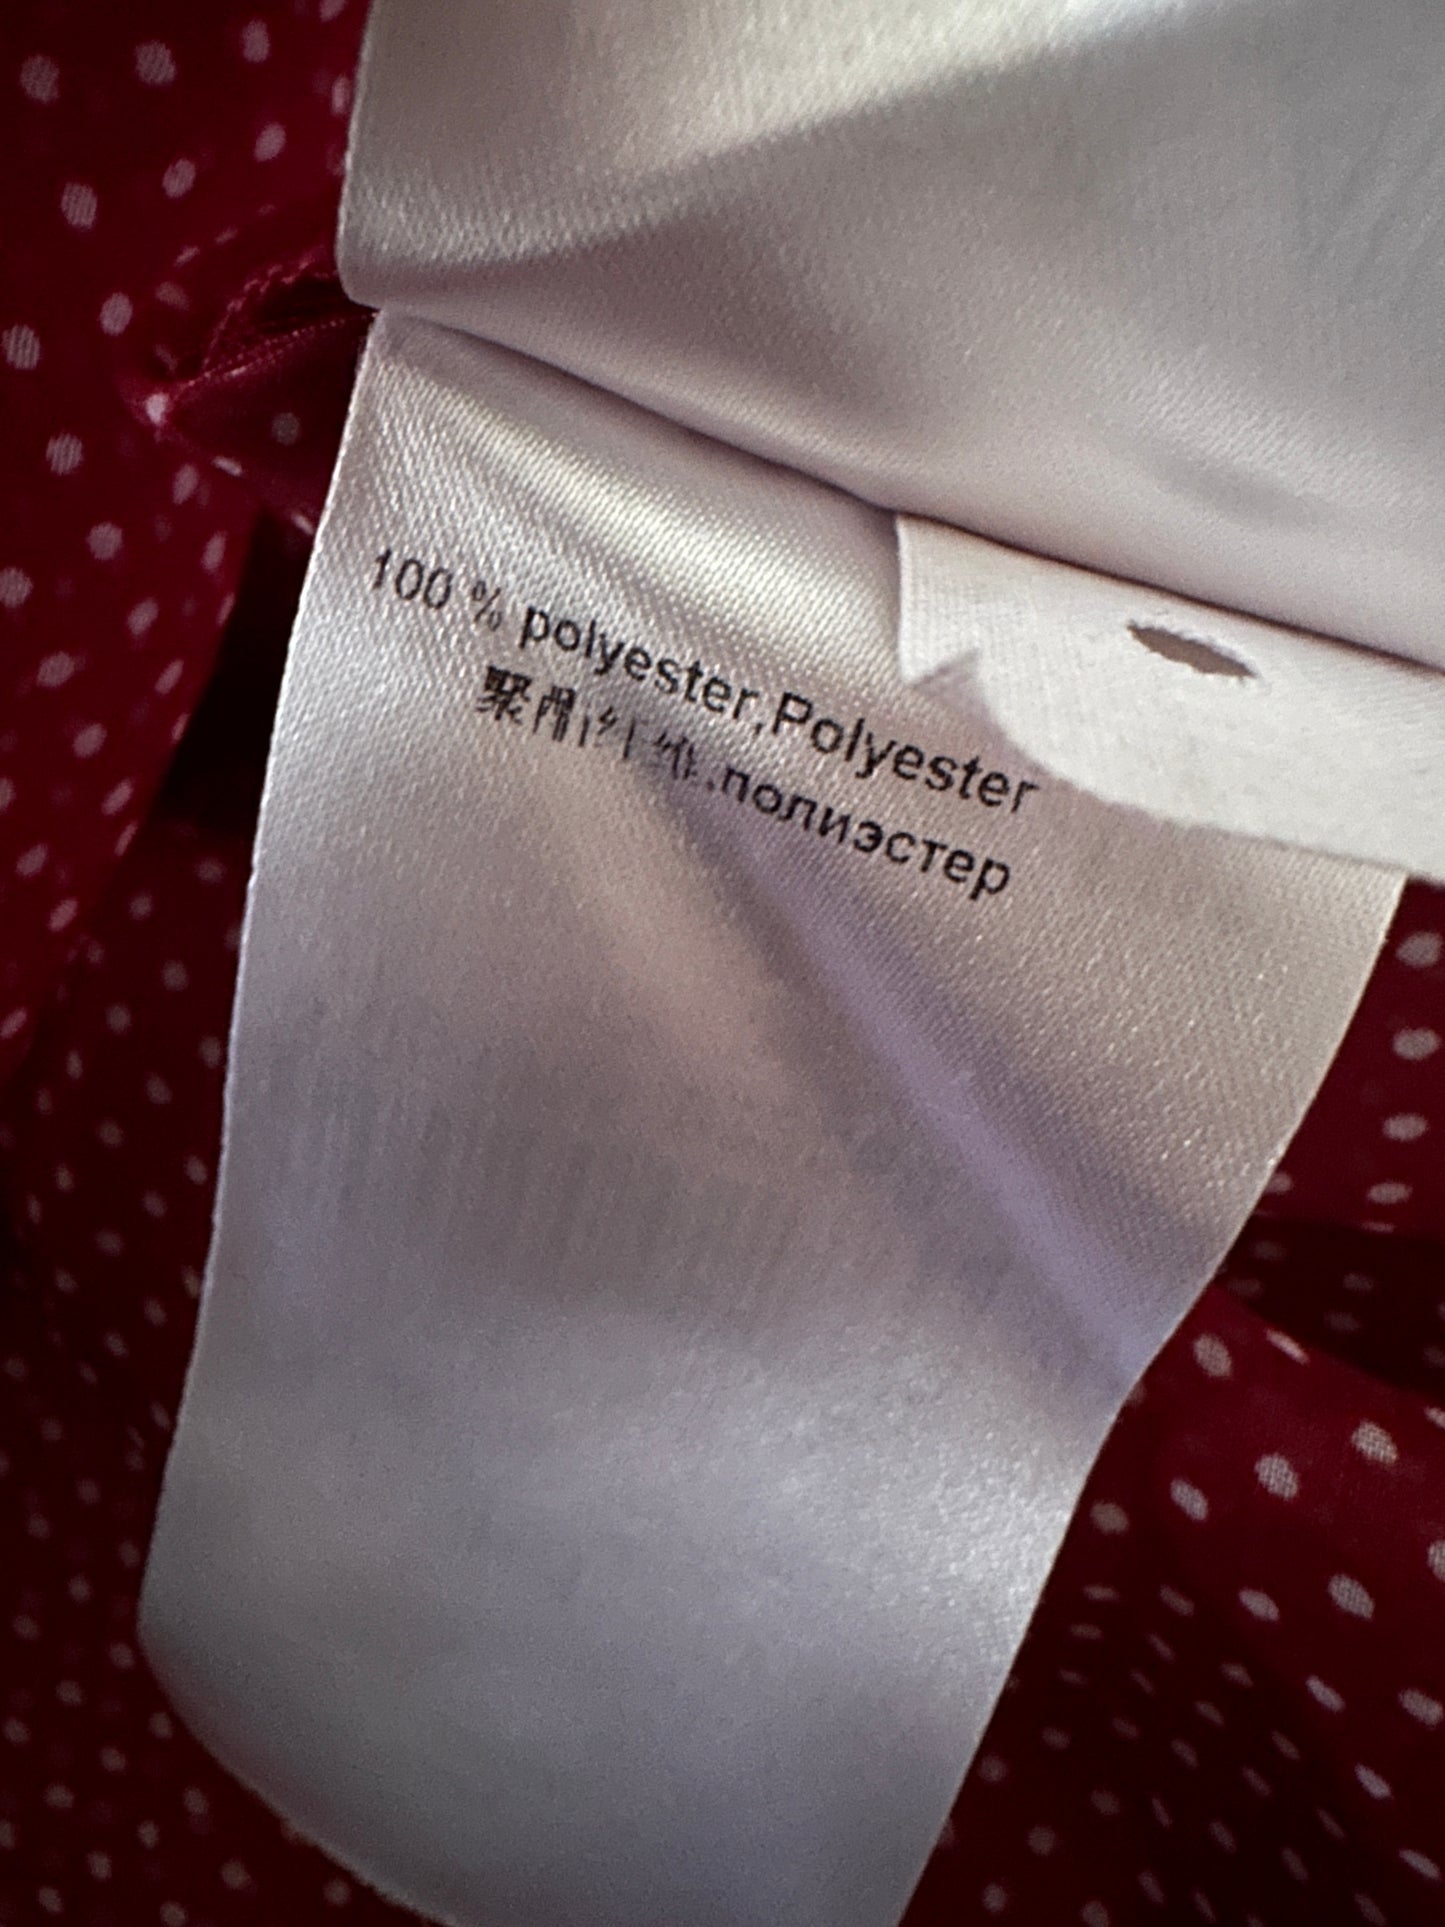 100 % polyester,Polyester
聚酯纤维,полиэстер